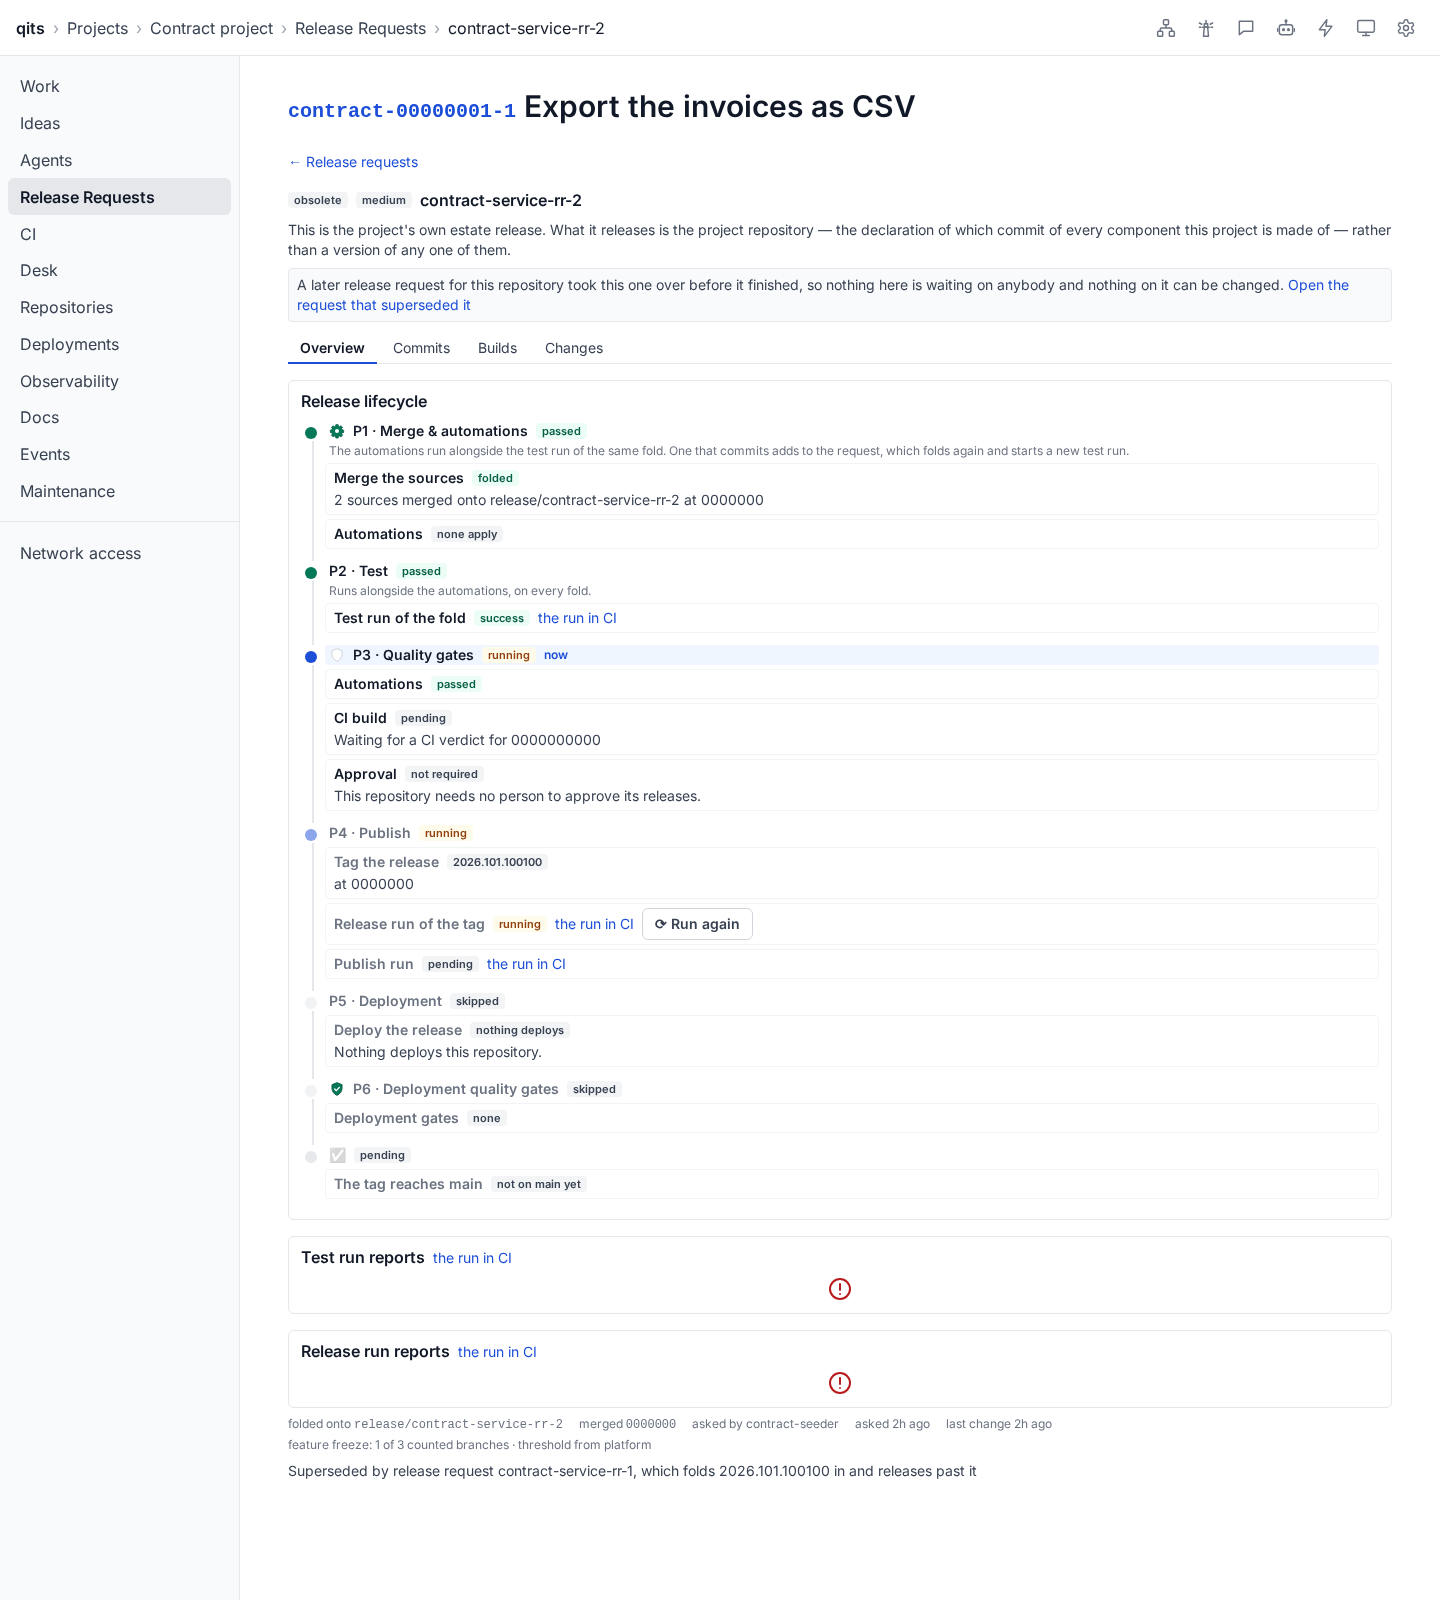 qits › Projects › Contract project › Release Requests › contract-service-rr-2
Work
Ideas
Agents
Release Requests
CI
Desk
Repositories
Deployments
Observability
Docs
Events
Maintenance
Network access
contract-00000001-1 Export the invoices as CSV
← Release requests
obsolete medium contract-service-rr-2
This is the project's own estate release. What it releases is the project repository — the declaration of which commit of every component this project is made of — rather
than a version of any one of them.
A later release request for this repository took this one over before it finished, so nothing here is waiting on anybody and nothing on it can be changed. Open the
request that superseded it
Overview Commits Builds Changes
Release lifecycle
P1 · Merge & automations passed
The automations run alongside the test run of the same fold. One that commits adds to the request, which folds again and starts a new test run.
Merge the sources folded
2 sources merged onto release/contract-service-rr-2 at 0000000
Automations none apply
P2 · Test passed
Runs alongside the automations, on every fold.
Test run of the fold success the run in CI
P3 · Quality gates running now
Automations passed
CI build pending
Waiting for a CI verdict for 0000000000
Approval not required
This repository needs no person to approve its releases.
P4 · Publish running
Tag the release 2026.101.100100
at 0000000
Release run of the tag running the run in CI ⟳ Run again
Publish run pending the run in CI
P5 · Deployment skipped
Deploy the release nothing deploys
Nothing deploys this repository.
P6 · Deployment quality gates skipped
Deployment gates none
☑ pending
The tag reaches main not on main yet
Test run reports the run in CI
Release run reports the run in CI
folded onto release/contract-service-rr-2 merged 0000000 asked by contract-seeder asked 2h ago last change 2h ago
feature freeze: 1 of 3 counted branches · threshold from platform
Superseded by release request contract-service-rr-1, which folds 2026.101.100100 in and releases past it